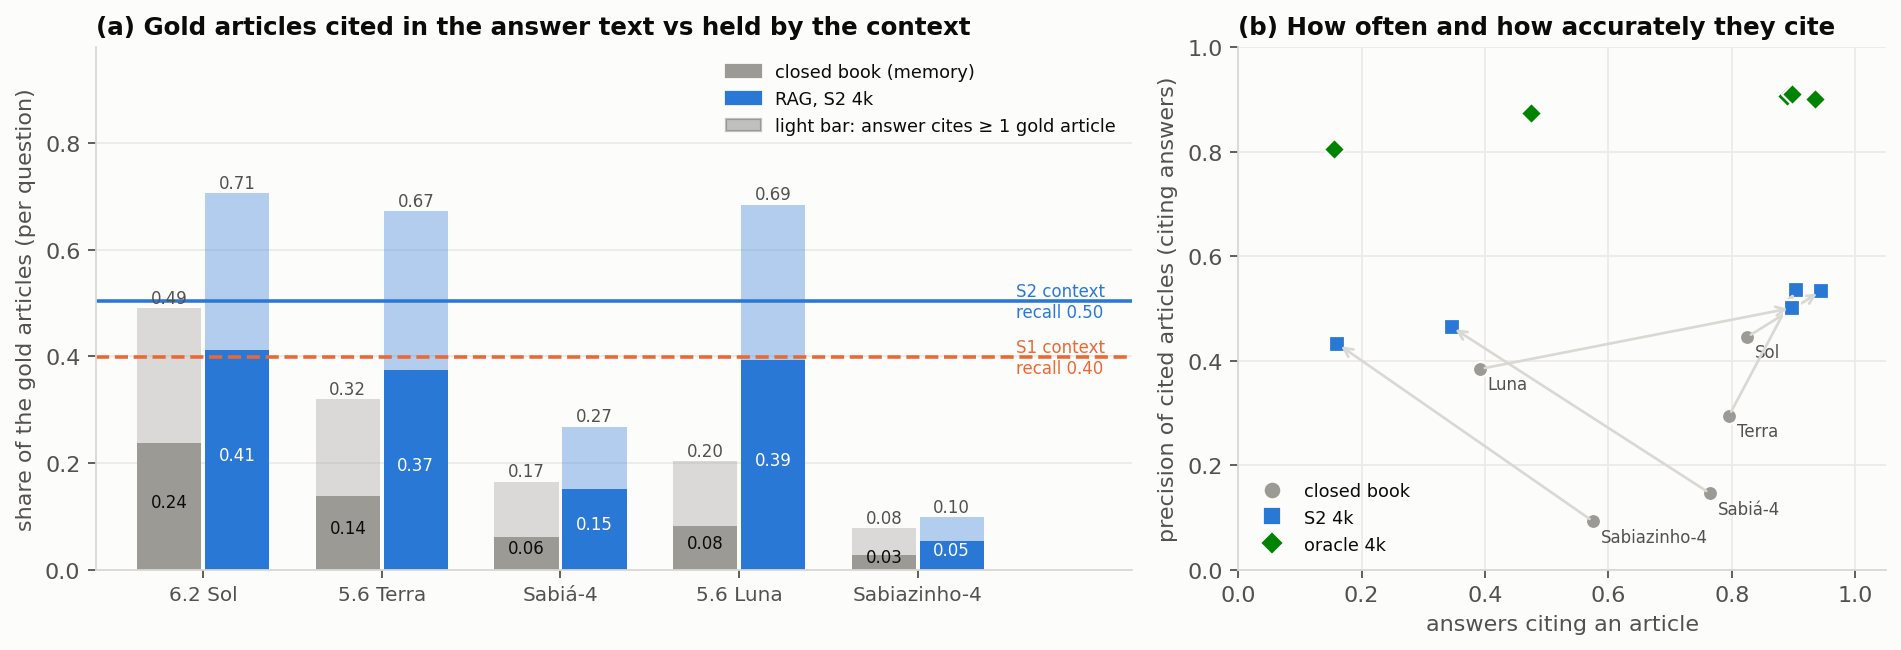 (a) Gold articles cited in the answer text vs held by the context
share of the gold articles (per question)
0.8
0.6
0.4
0.2
0.0
closed book (memory)
RAG, S2 4k
light bar: answer cites ≥ 1 gold article
0.49
0.24
0.71
0.41
0.32
0.14
0.67
0.37
0.17
0.06
0.27
0.15
0.20
0.08
0.69
0.39
0.08
0.03
0.10
0.05
S2 context
recall 0.50
S1 context
recall 0.40
6.2 Sol
5.6 Terra
Sabiá-4
5.6 Luna
Sabiazinho-4
(b) How often and how accurately they cite
precision of cited articles (citing answers)
1.0
0.8
0.6
0.4
0.2
0.0
Sol
Luna
Terra
Sabiá-4
Sabiazinho-4
closed book
S2 4k
oracle 4k
0.0
0.2
0.4
0.6
0.8
1.0
answers citing an article